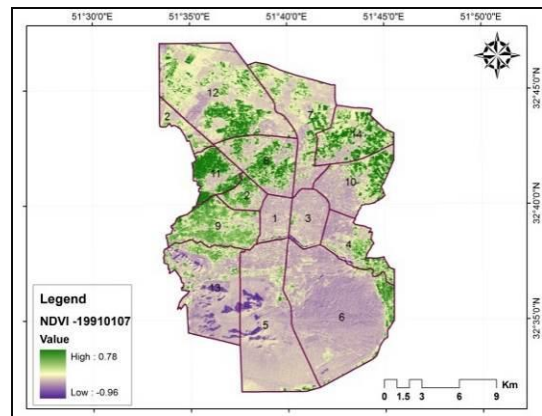 51°30'0"E 51°35'0"E 51°40'0"E 51°45'0"E 51°50'0"E
32°45'0"N
32°40'0"N
32°35'0"N
12
7
2
14
11
10
2
1
3
9
4
13
5
6
Legend
NDVI -19910107
Value
High : 0.78
Low : -0.96
Km
0 1.5 3 6 9